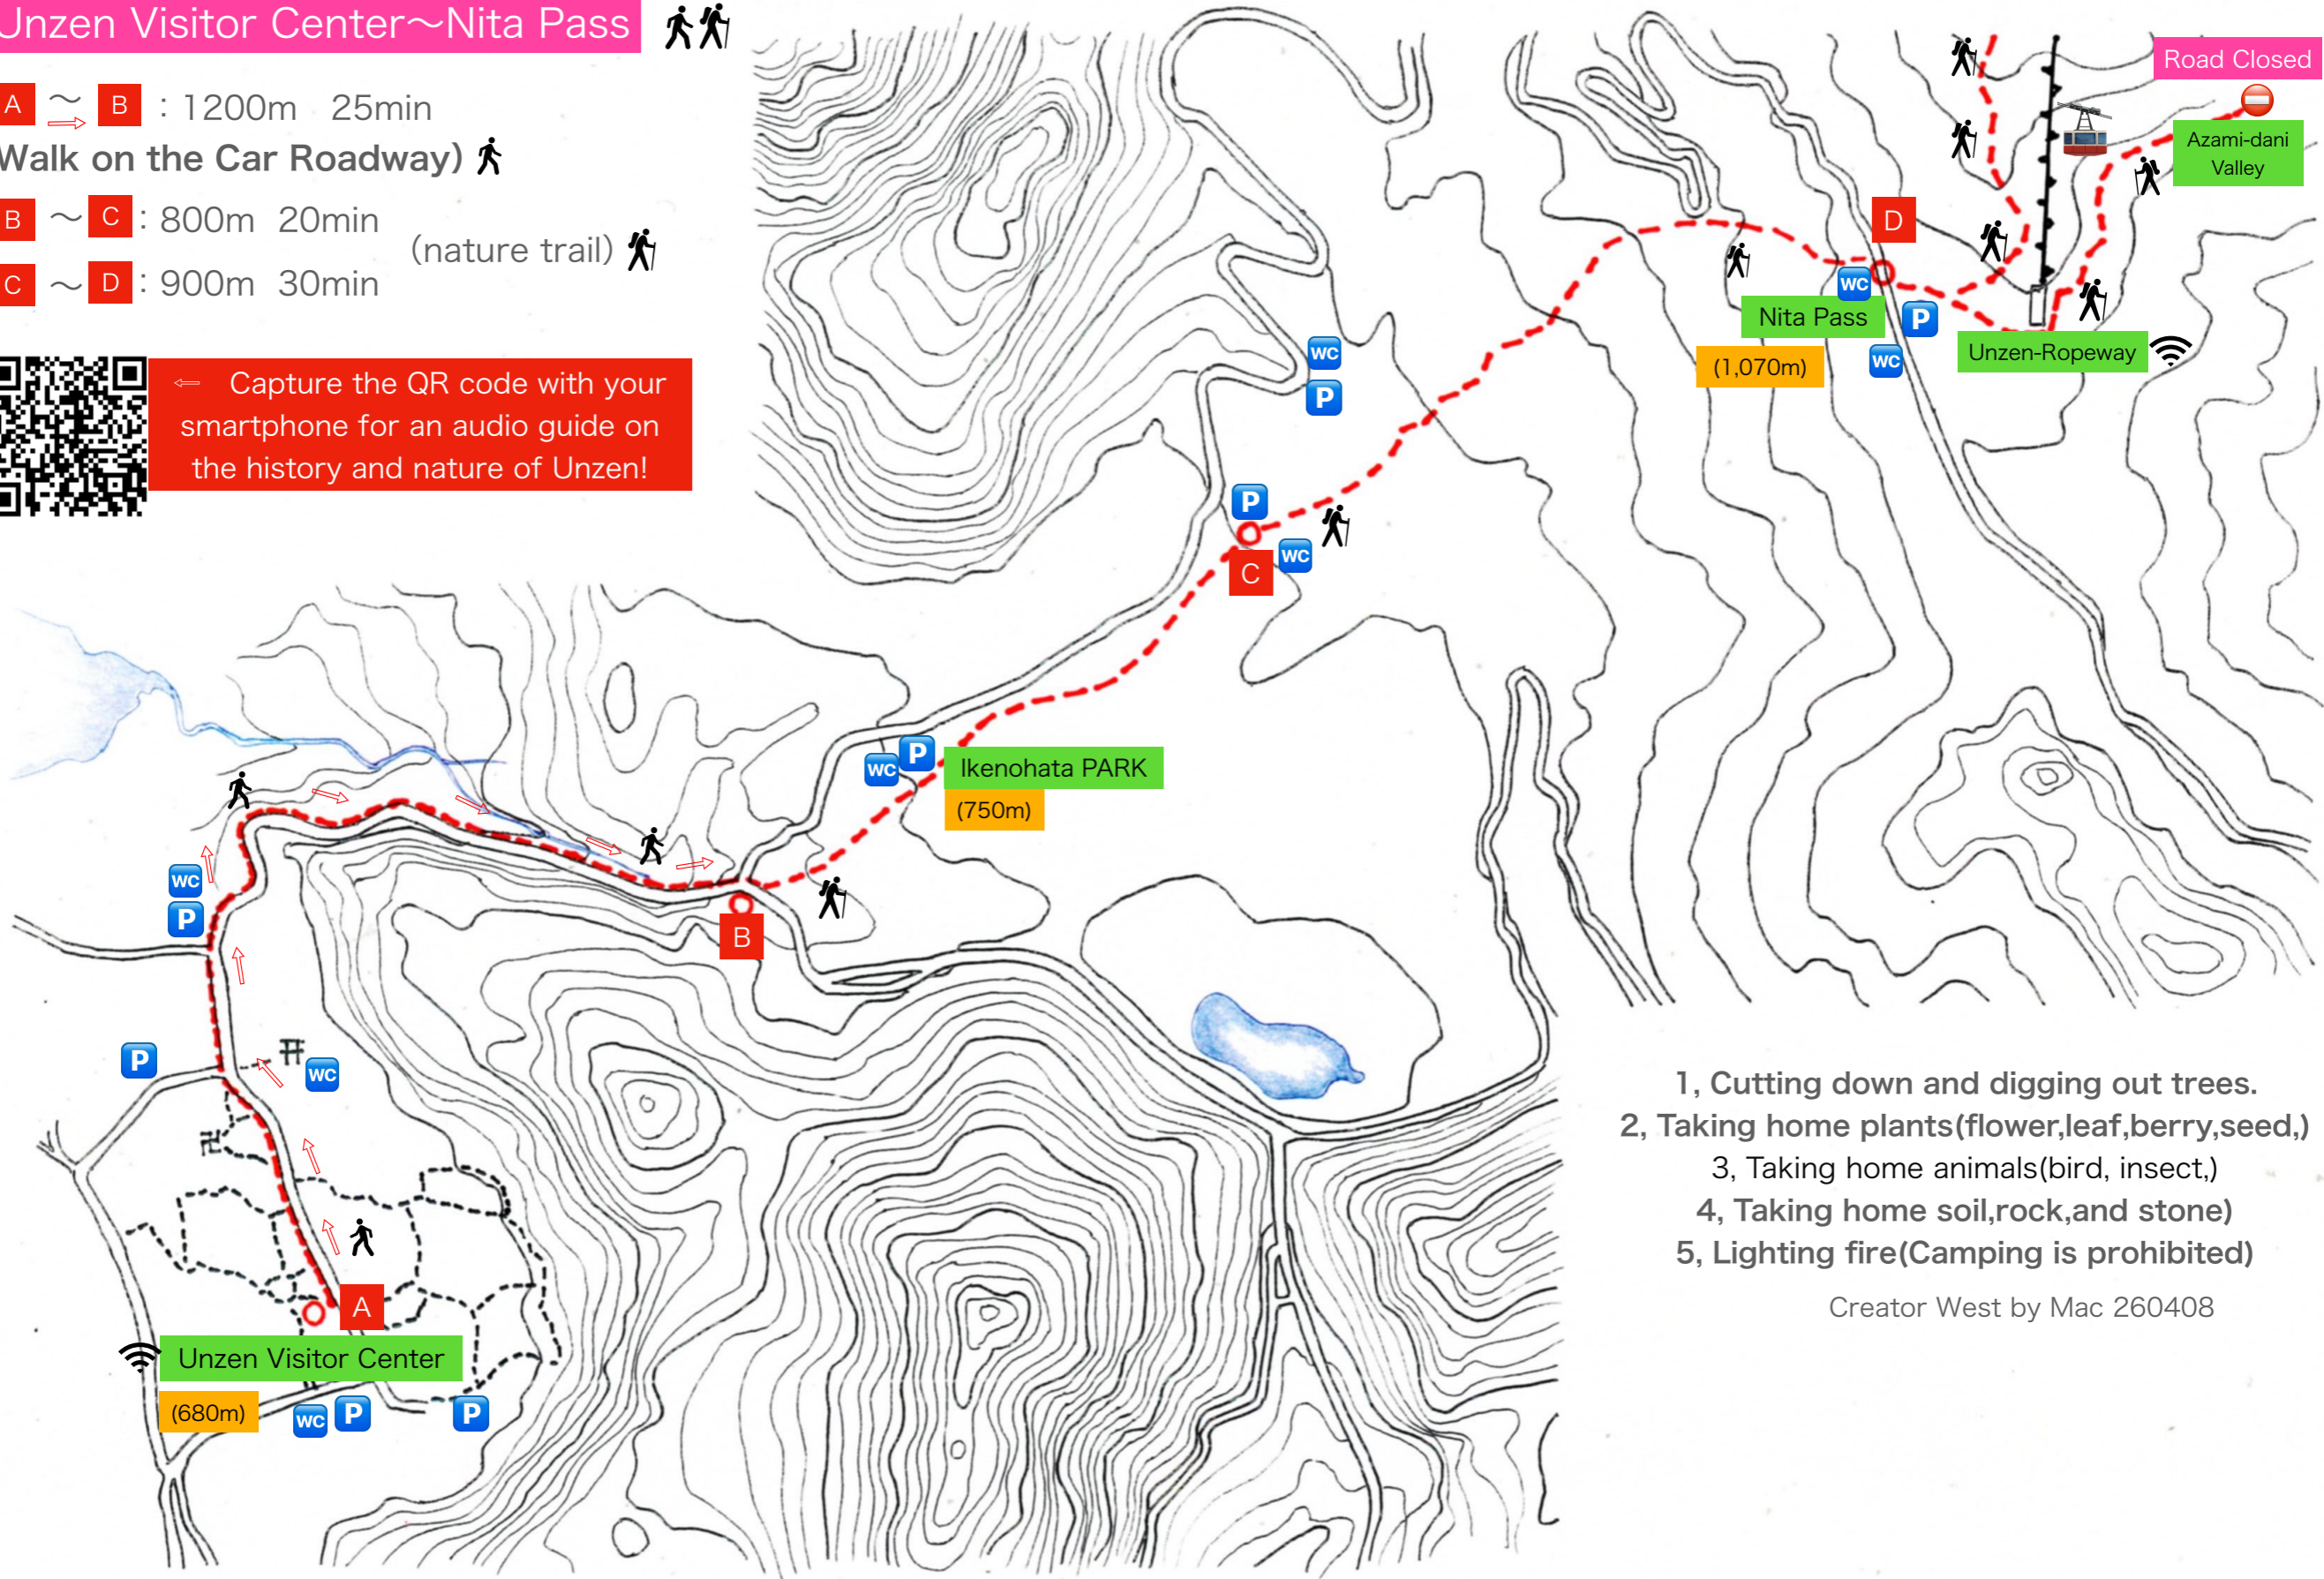 Unzen Visitor Center〜Nita Pass
A 〜 B : 1200m 25min
Walk on the Car Roadway)
B 〜 C : 800m 20min
(nature trail)
C 〜 D : 900m 30min
← Capture the QR code with your
smartphone for an audio guide on
the history and nature of Unzen!
Road Closed
Azami-dani
Valley
D
WC
Nita Pass
P
(1,070m)
WC
Unzen-Ropeway
WC
P
P
WC
C
P
WC
Ikenohata PARK
(750m)
WC
P
B
P
卍
WC
A
Unzen Visitor Center
(680m)
WC
P
P
1, Cutting down and digging out trees.
2, Taking home plants(flower,leaf,berry,seed,)
3, Taking home animals(bird, insect,)
4, Taking home soil,rock,and stone)
5, Lighting fire(Camping is prohibited)
Creator West by Mac 260408